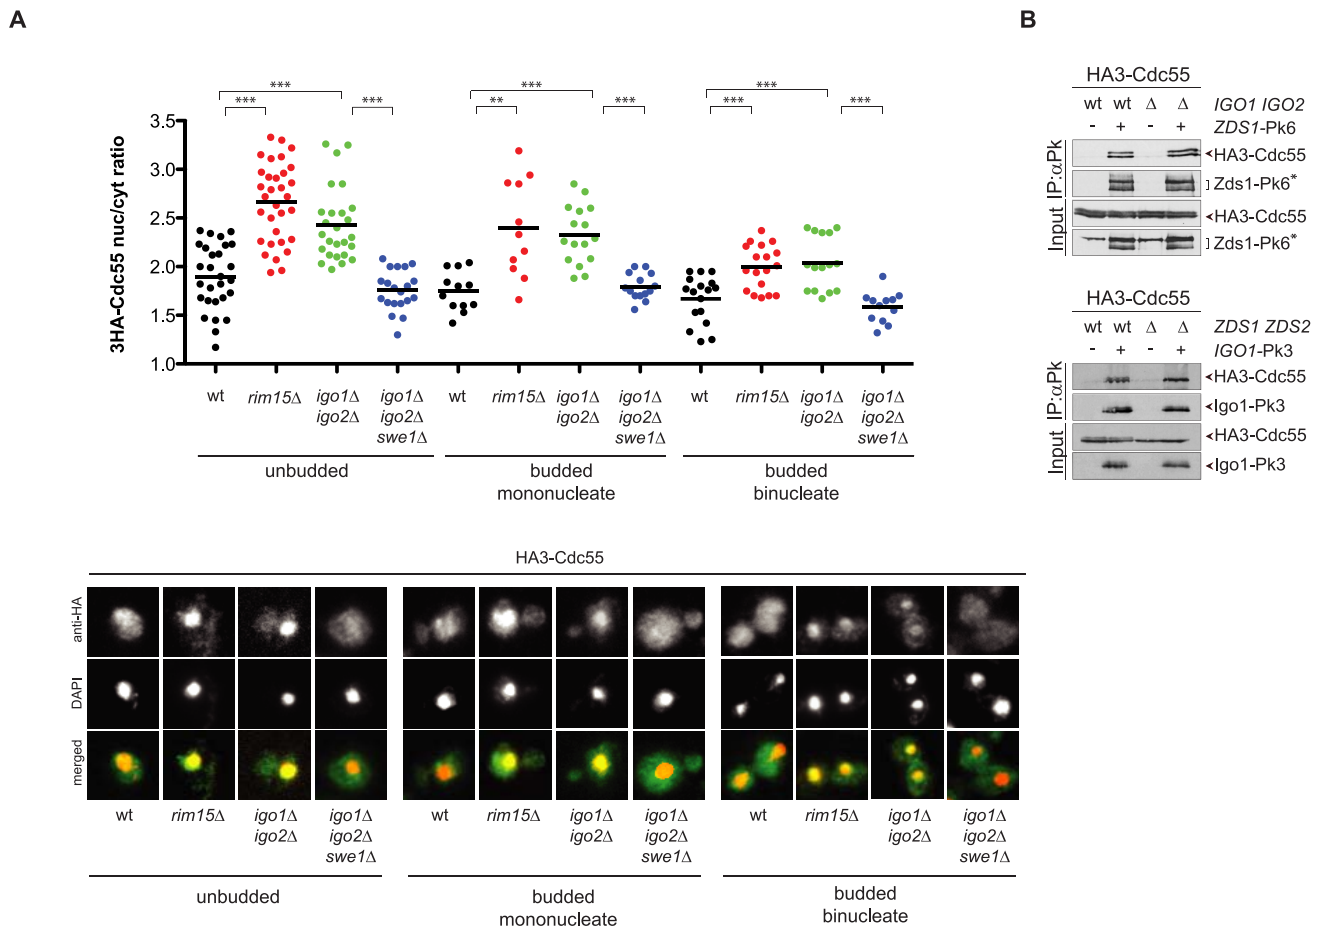 A
B
*** *** ***
*** *** ** *** *** ***
3HA-Cdc55 nuc/cyt ratio
3.5
3.0
2.5
2.0
1.5
1.0
wt rim15Δ igo1Δ igo1Δ wt rim15Δ igo1Δ igo1Δ wt rim15Δ igo1Δ igo1Δ
igo2Δ igo2Δ igo2Δ igo2Δ igo2Δ igo2Δ
swe1Δ swe1Δ swe1Δ
unbudded budded budded
mononucleate binucleate
HA3-Cdc55
anti-HA
DAPI
merged
wt rim15Δ igo1Δ igo1Δ wt rim15Δ igo1Δ igo1Δ wt rim15Δ igo1Δ igo1Δ
igo2Δ igo2Δ igo2Δ igo2Δ igo2Δ igo2Δ
swe1Δ swe1Δ swe1Δ
unbudded budded budded
mononucleate binucleate
HA3-Cdc55
wt wt Δ Δ IGO1 IGO2
- + - + ZDS1-Pk6
IP:αPk
HA3-Cdc55
Zds1-Pk6*
Input
HA3-Cdc55
Zds1-Pk6*
HA3-Cdc55
wt wt Δ Δ ZDS1 ZDS2
- + - + IGO1-Pk3
IP:αPk
HA3-Cdc55
Igo1-Pk3
Input
HA3-Cdc55
Igo1-Pk3